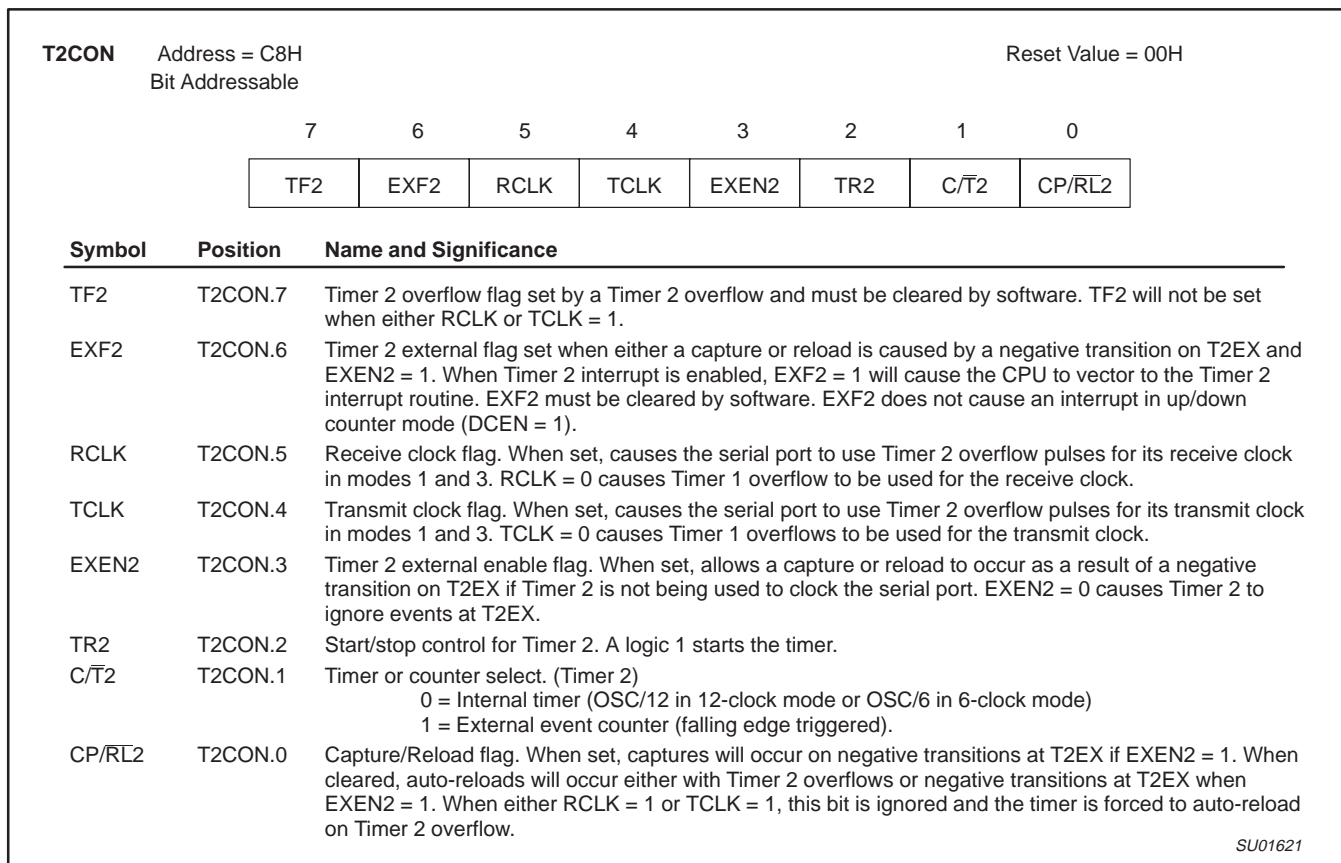 T2CON Address = C8H Reset Value = 00H
Bit Addressable
7 6 5 4 3 2 1 0
TF2 EXF2 RCLK TCLK EXEN2 TR2 C/T̅2 CP/R̅L̅2
Symbol Position Name and Significance
TF2 T2CON.7 Timer 2 overflow flag set by a Timer 2 overflow and must be cleared by software. TF2 will not be set
when either RCLK or TCLK = 1.
EXF2 T2CON.6 Timer 2 external flag set when either a capture or reload is caused by a negative transition on T2EX and
EXEN2 = 1. When Timer 2 interrupt is enabled, EXF2 = 1 will cause the CPU to vector to the Timer 2
interrupt routine. EXF2 must be cleared by software. EXF2 does not cause an interrupt in up/down
counter mode (DCEN = 1).
RCLK T2CON.5 Receive clock flag. When set, causes the serial port to use Timer 2 overflow pulses for its receive clock
in modes 1 and 3. RCLK = 0 causes Timer 1 overflow to be used for the receive clock.
TCLK T2CON.4 Transmit clock flag. When set, causes the serial port to use Timer 2 overflow pulses for its transmit clock
in modes 1 and 3. TCLK = 0 causes Timer 1 overflows to be used for the transmit clock.
EXEN2 T2CON.3 Timer 2 external enable flag. When set, allows a capture or reload to occur as a result of a negative
transition on T2EX if Timer 2 is not being used to clock the serial port. EXEN2 = 0 causes Timer 2 to
ignore events at T2EX.
TR2 T2CON.2 Start/stop control for Timer 2. A logic 1 starts the timer.
C/T̅2 T2CON.1 Timer or counter select. (Timer 2)
0 = Internal timer (OSC/12 in 12-clock mode or OSC/6 in 6-clock mode)
1 = External event counter (falling edge triggered).
CP/R̅L̅2 T2CON.0 Capture/Reload flag. When set, captures will occur on negative transitions at T2EX if EXEN2 = 1. When
cleared, auto-reloads will occur either with Timer 2 overflows or negative transitions at T2EX when
EXEN2 = 1. When either RCLK = 1 or TCLK = 1, this bit is ignored and the timer is forced to auto-reload
on Timer 2 overflow.
SU01621